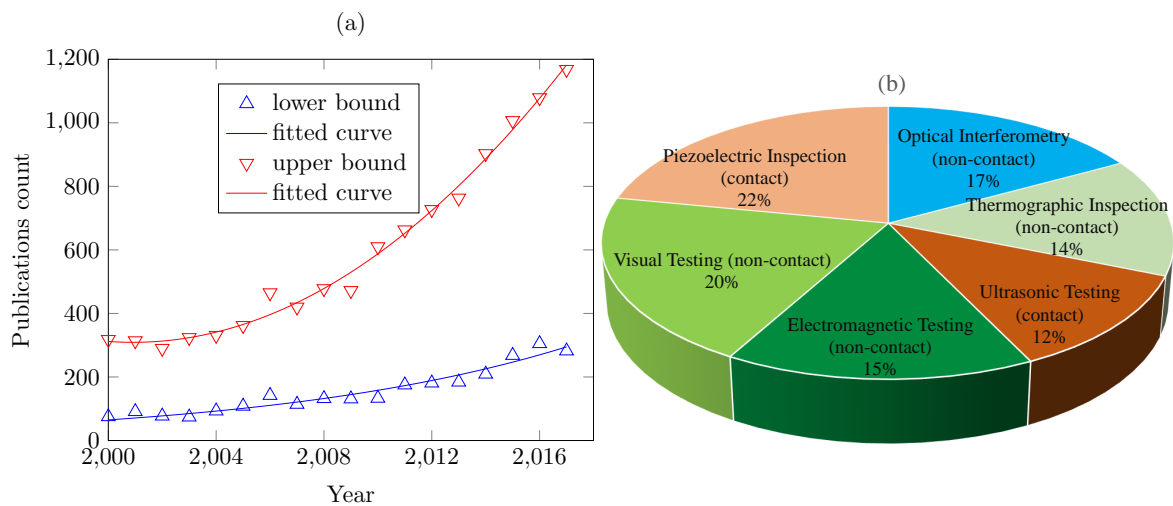 (a)
1,200
1,000
800
600
400
200
0
2,000
2,004
2,008
2,012
2,016
Publications count
Year
lower bound
fitted curve
upper bound
fitted curve
(b)
Optical Interferometry
(non-contact)
17%
Thermographic Inspection
(non-contact)
14%
Ultrasonic Testing
(contact)
12%
Electromagnetic Testing
(non-contact)
15%
Visual Testing (non-contact)
20%
Piezoelectric Inspection
(contact)
22%